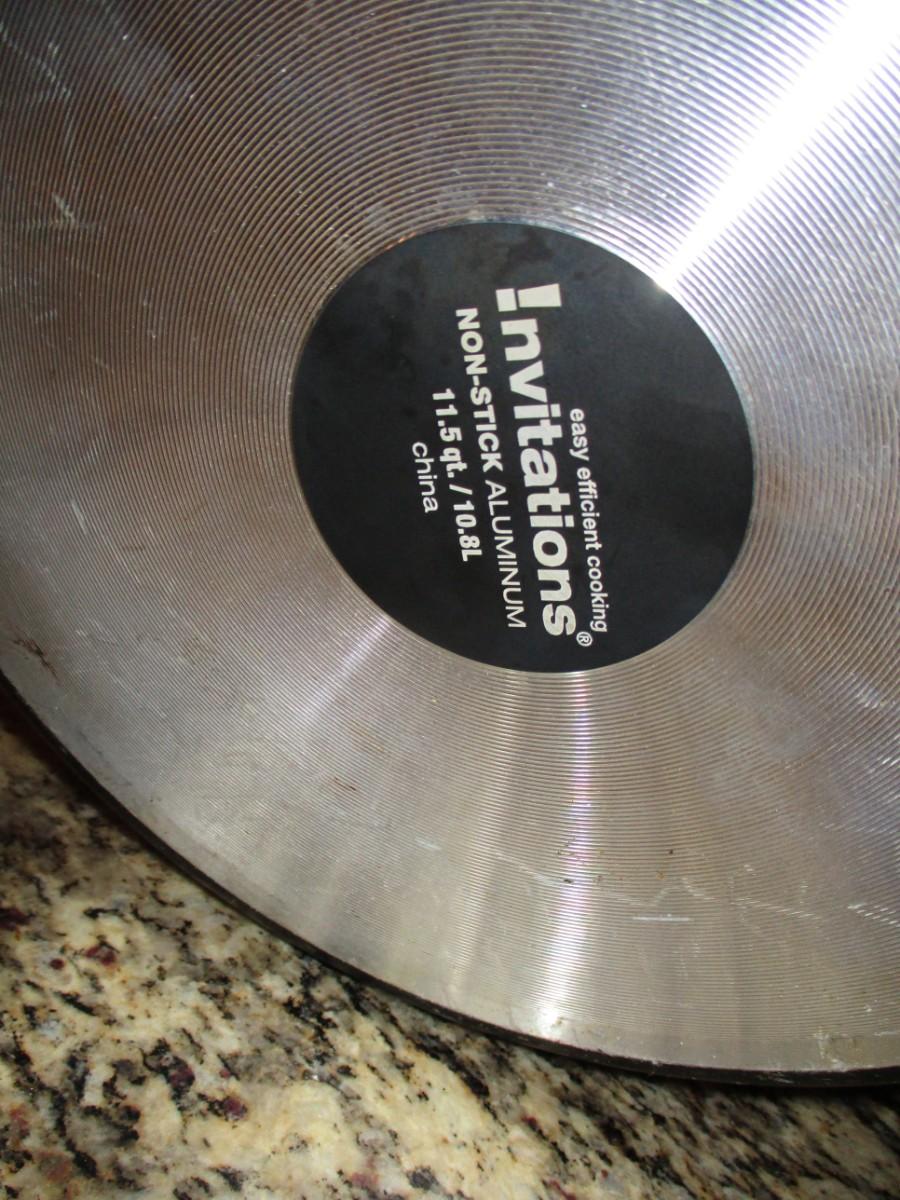 easy efficient cooking
!nvitations®
NON-STICK ALUMINUM
11.5 qt. / 10.8L
china